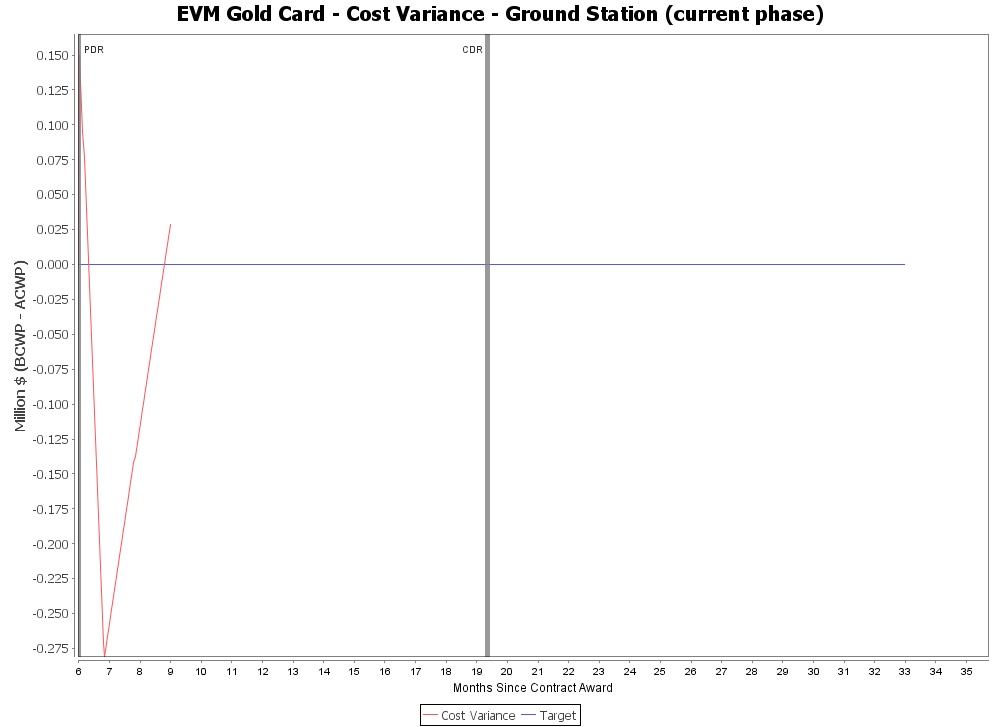 EVM Gold Card - Cost Variance - Ground Station (current phase)
PDR
CDR
0.150
0.125
0.100
0.075
0.050
0.025
0.000
-0.025
-0.050
-0.075
-0.100
-0.125
-0.150
-0.175
-0.200
-0.225
-0.250
-0.275
Million $ (BCWP - ACWP)
6 7 8 9 10 11 12 13 14 15 16 17 19 20 21 22 23 24 25 26 27 28 29 30 31 32 33 34 35
Months Since Contract Award
Cost Variance Target